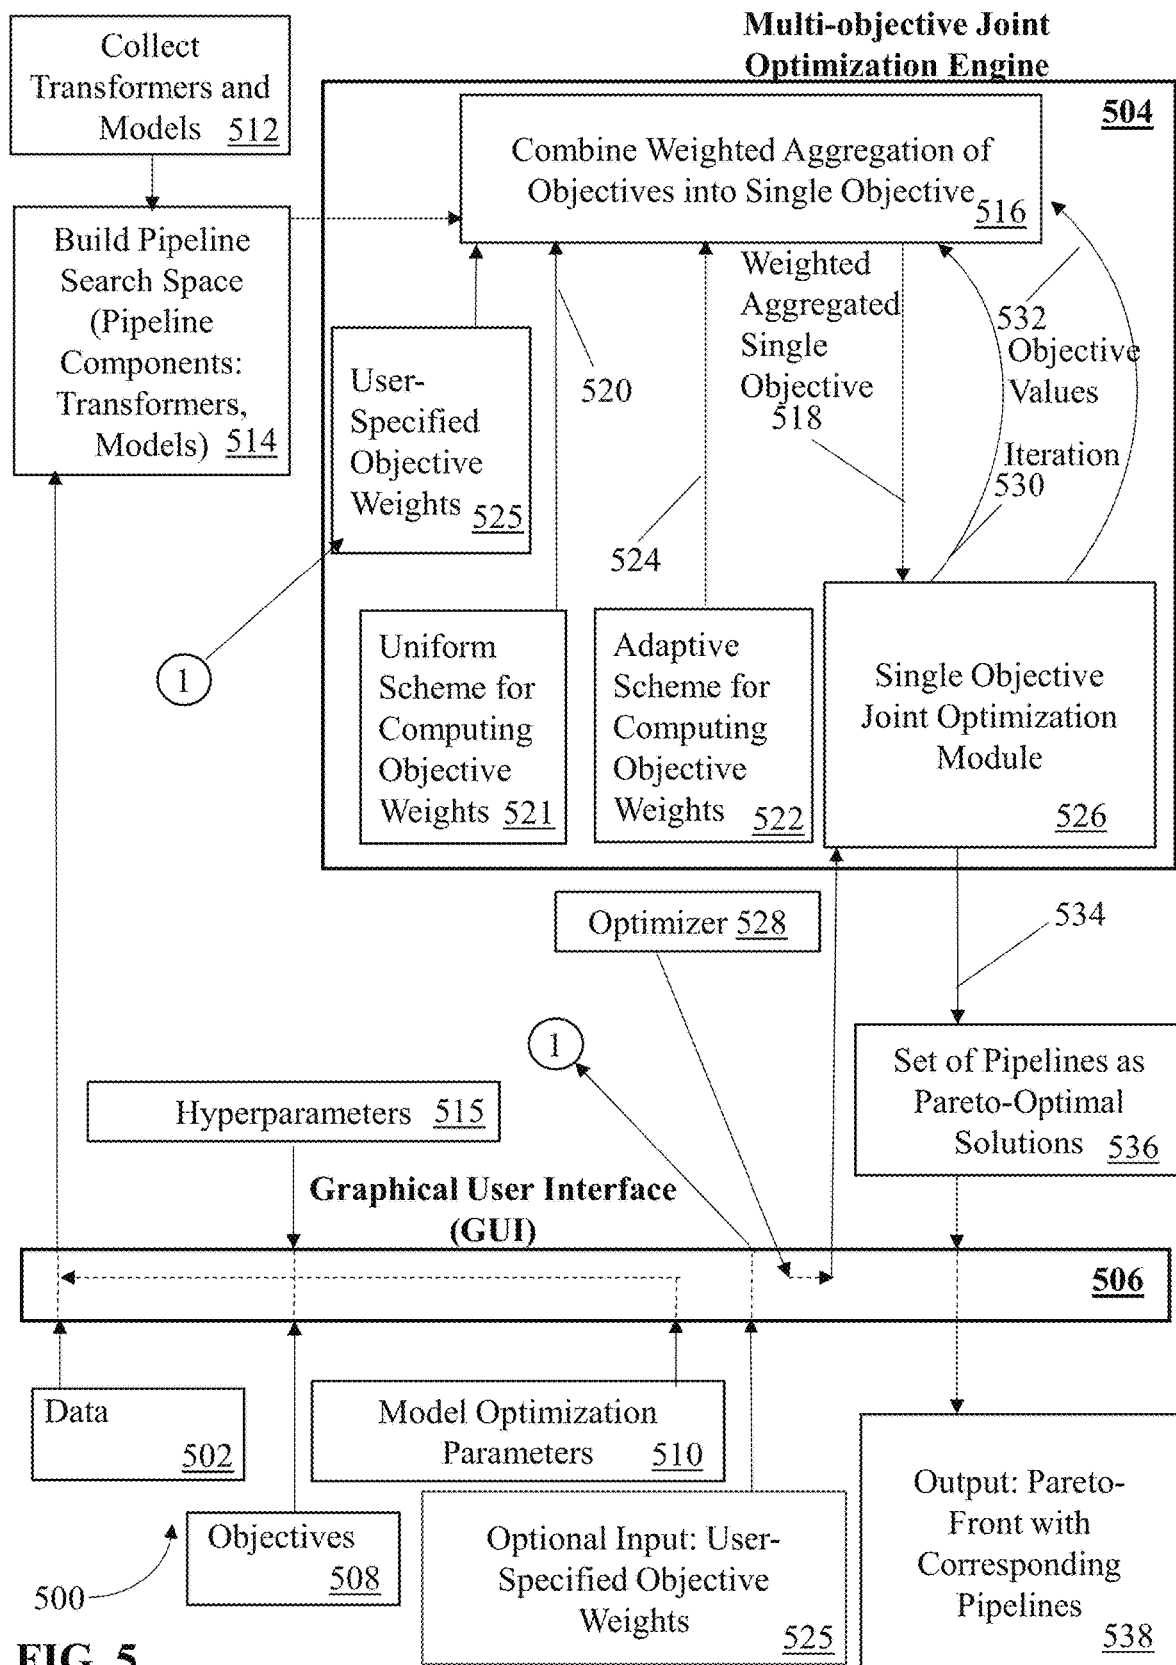 Multi-objective Joint
Optimization Engine
504
Collect
Transformers and
Models 512
Build Pipeline
Search Space
(Pipeline
Components:
Transformers,
Models) 514
Combine Weighted Aggregation of
Objectives into Single Objective
516
User-
Specified
Objective
Weights 525
520
524
Weighted
Aggregated
Single
Objective
518
532
Objective
Values
Iteration
530
1
Uniform
Scheme for
Computing
Objective
Weights 521
Adaptive
Scheme for
Computing
Objective
Weights 522
Single Objective
Joint Optimization
Module
526
Optimizer 528
534
1
Set of Pipelines as
Pareto-Optimal
Solutions 536
Hyperparameters 515
Graphical User Interface
(GUI)
506
Data
502
Model Optimization
Parameters 510
Objectives
508
Optional Input: User-
Specified Objective
Weights 525
Output: Pareto-
Front with
Corresponding
Pipelines
538
500
FIG. 5